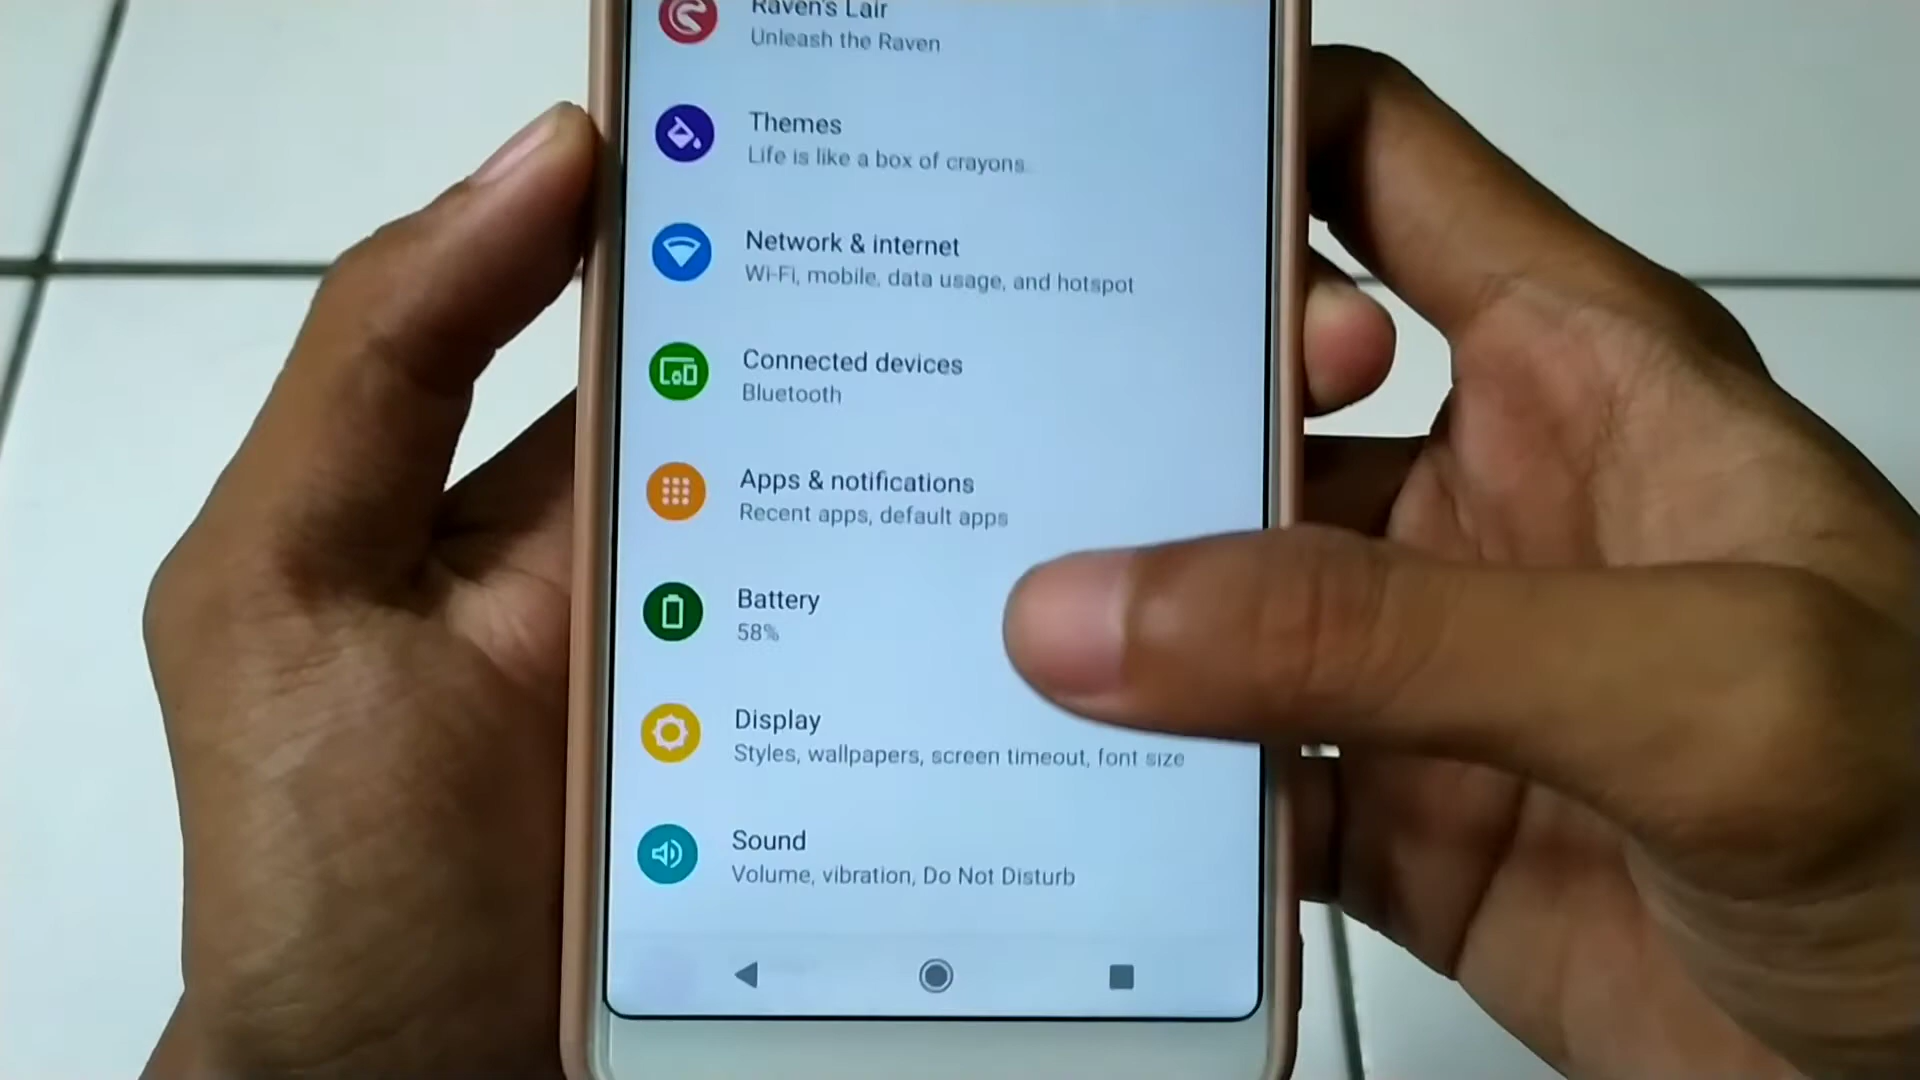 Raven's Lair
Unleash the Raven
Themes
Life is like a box of crayons.
Network & internet
Wi-Fi, mobile, data usage, and hotspot
Connected devices
Bluetooth
Apps & notifications
Recent apps, default apps
Battery
58%
Display
Styles, wallpapers, screen timeout, font size
Sound
Volume, vibration, Do Not Disturb